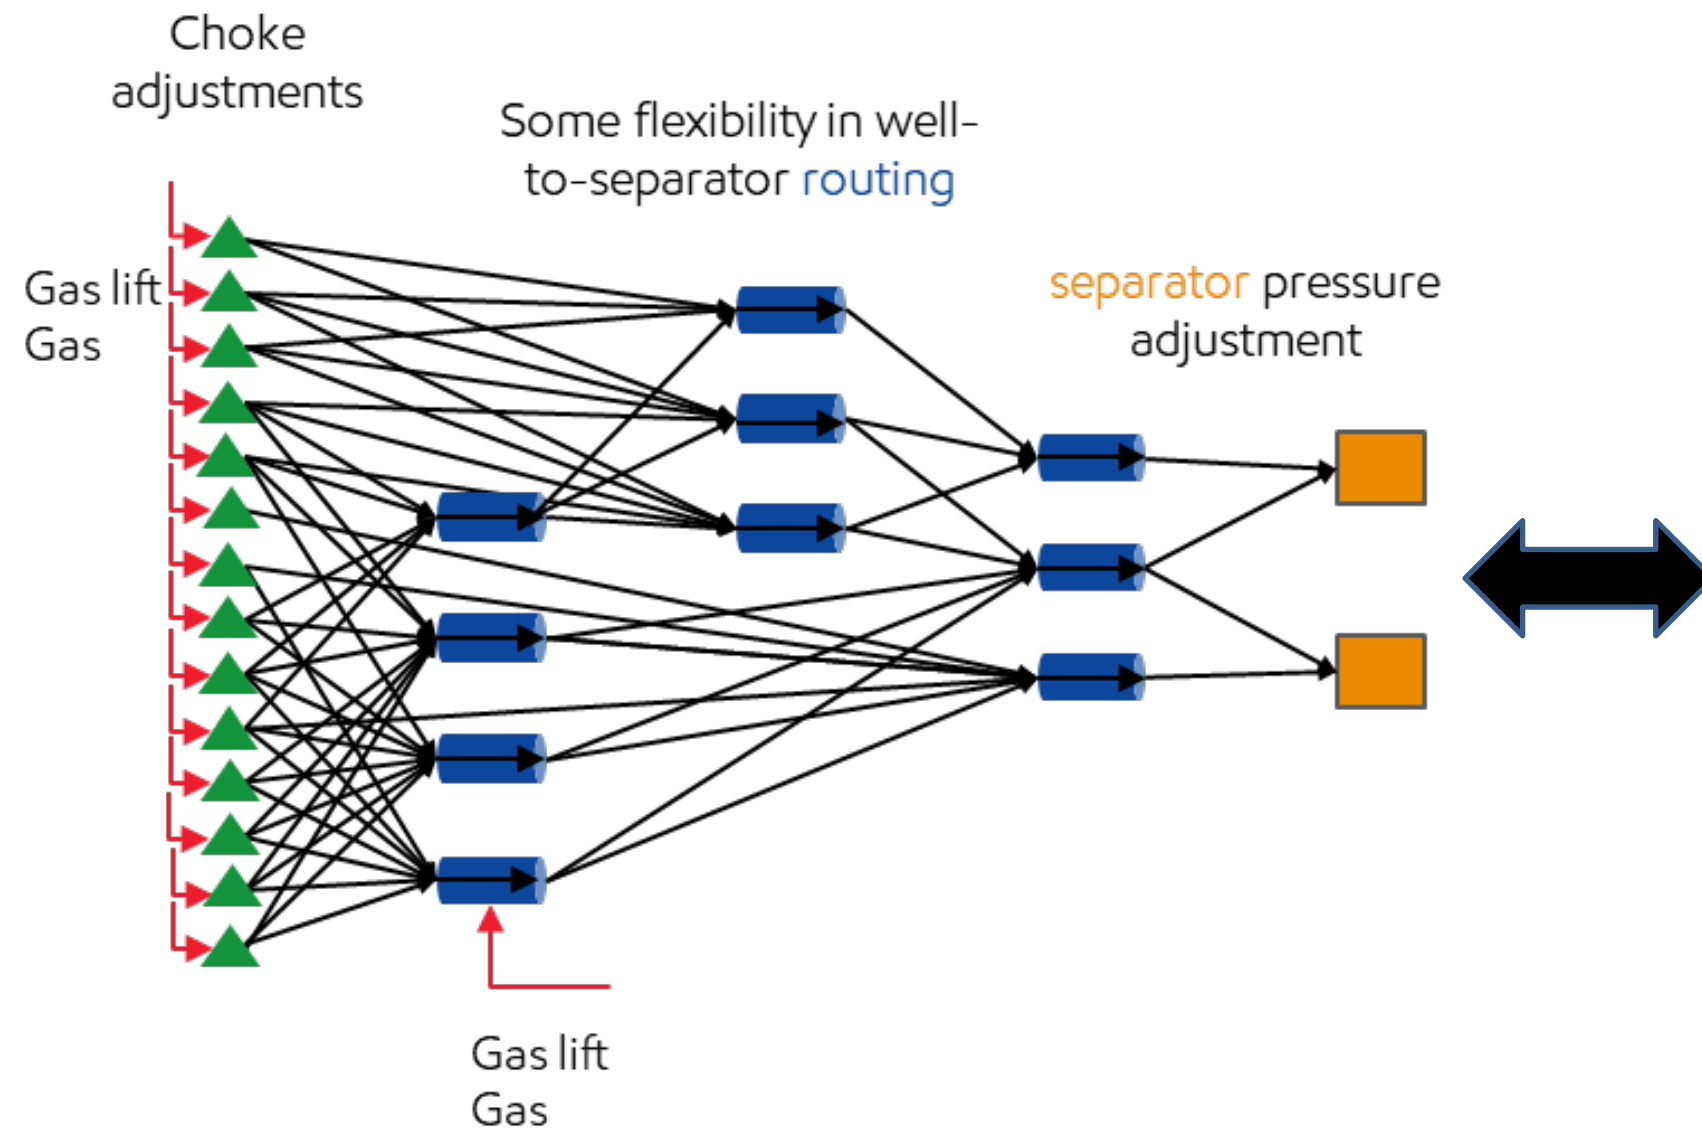 Choke
adjustments
Some flexibility in well-
to-separator routing
Gas lift
Gas
separator pressure
adjustment
Gas lift
Gas